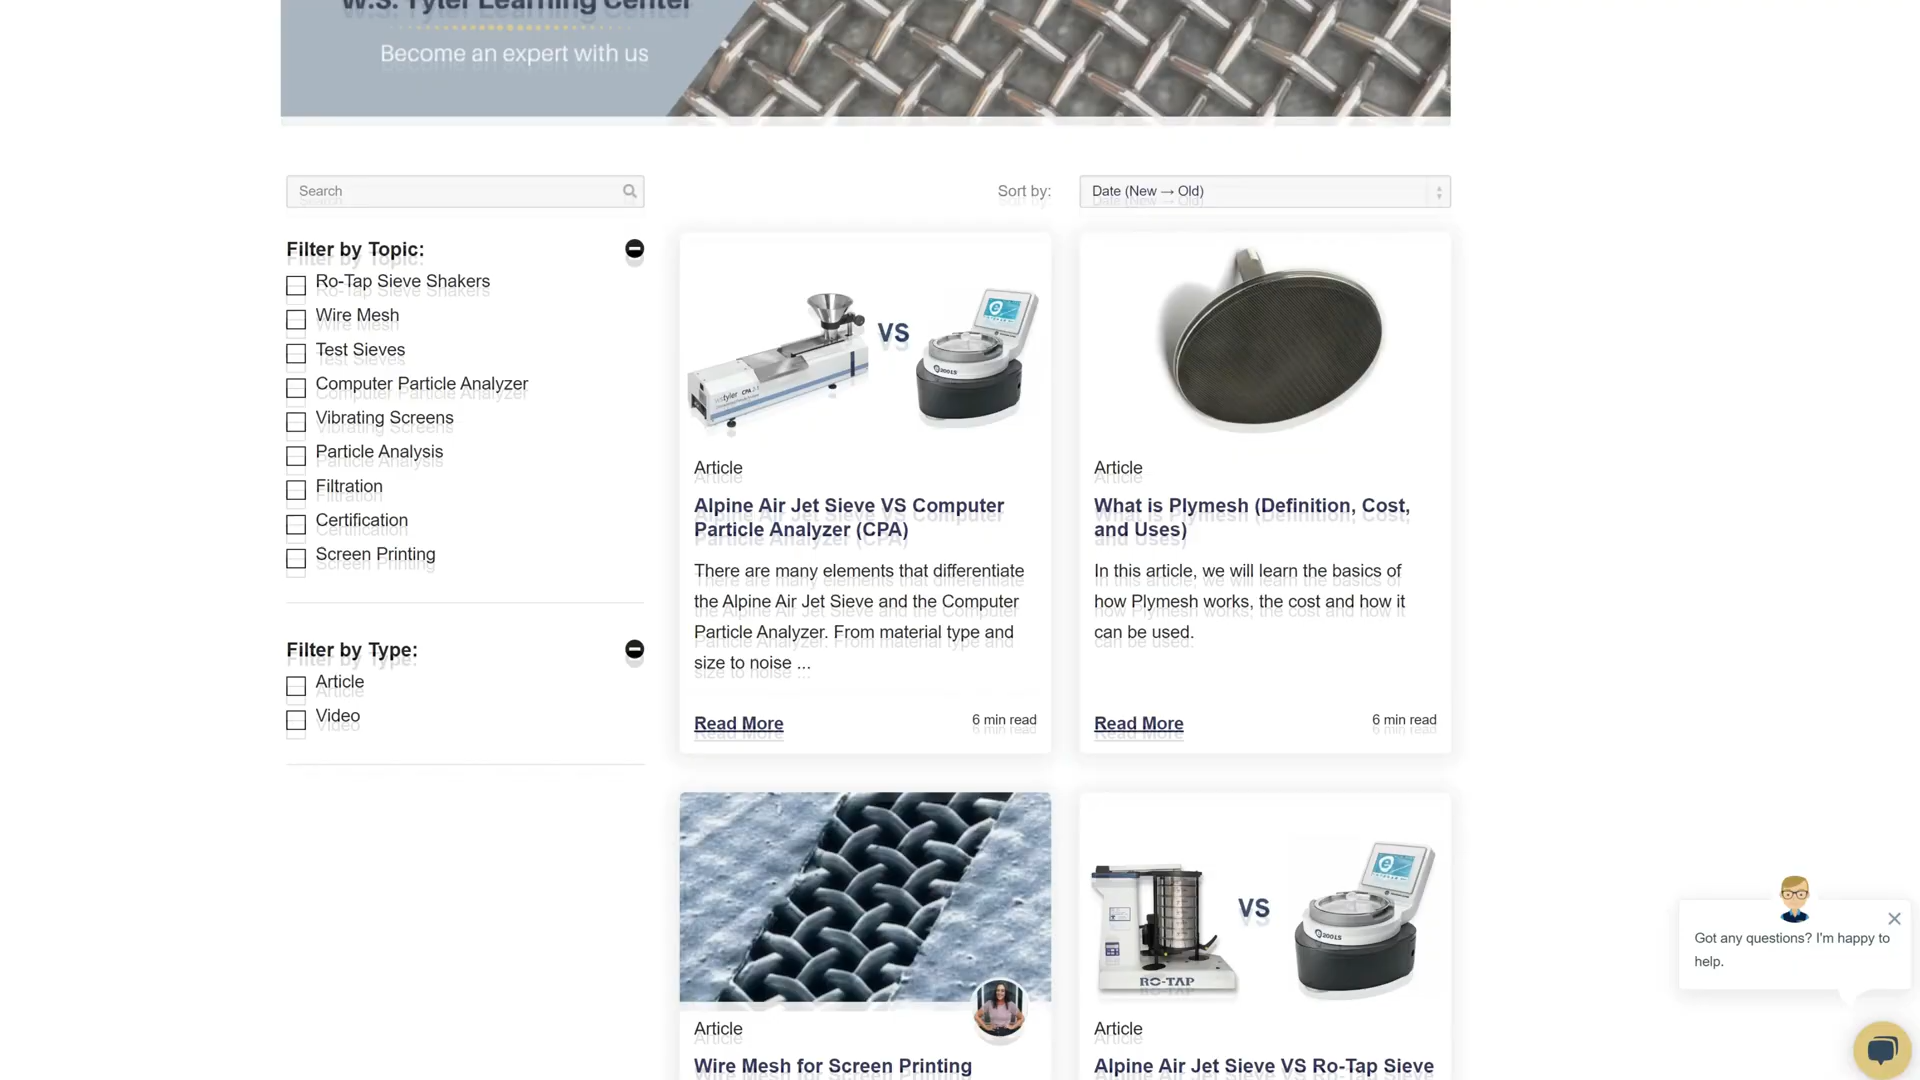 W.S. Tyler Learning Center
Become an expert with us
Search
Sort by:
Date (New → Old)
Filter by Topic:
Ro-Tap Sieve Shakers
Wire Mesh
Test Sieves
Computer Particle Analyzer
Vibrating Screens
Particle Analysis
Filtration
Certification
Screen Printing
Filter by Type:
Article
Video
VS
Article
Alpine Air Jet Sieve VS Computer
Particle Analyzer (CPA)
There are many elements that differentiate
the Alpine Air Jet Sieve and the Computer
Particle Analyzer. From material type and
size to noise ...
Read More
6 min read
Article
What is Plymesh (Definition, Cost,
and Uses)
In this article, we will learn the basics of
how Plymesh works, the cost and how it
can be used.
Read More
6 min read
Article
Wire Mesh for Screen Printing
VS
RO-TAP
Article
Alpine Air Jet Sieve VS Ro-Tap Sieve
Got any questions? I'm happy to
help.